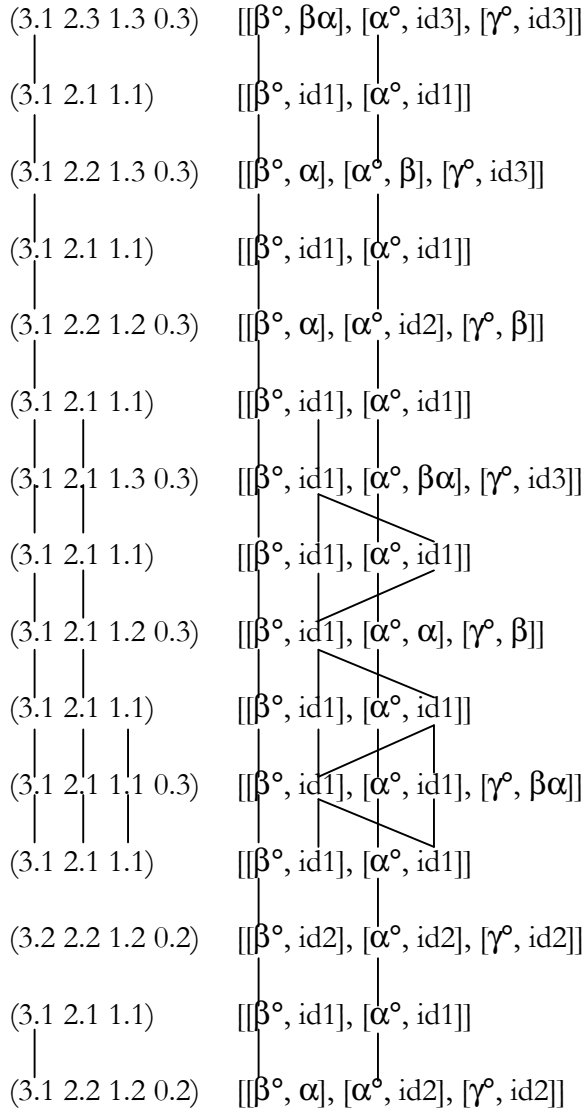 (3.1 2.3 1.3 0.3) [[β°, βα], [α°, id3], [γ°, id3]]
(3.1 2.1 1.1) [[β°, id1], [α°, id1]]
(3.1 2.2 1.3 0.3) [[β°, α], [α°, β], [γ°, id3]]
(3.1 2.1 1.1) [[β°, id1], [α°, id1]]
(3.1 2.2 1.2 0.3) [[β°, α], [α°, id2], [γ°, β]]
(3.1 2.1 1.1) [[β°, id1], [α°, id1]]
(3.1 2.1 1.3 0.3) [[β°, id1], [α°, βα], [γ°, id3]]
(3.1 2.1 1.1) [[β°, id1], [α°, id1]]
(3.1 2.1 1.2 0.3) [[β°, id1], [α°, α], [γ°, β]]
(3.1 2.1 1.1) [[β°, id1], [α°, id1]]
(3.1 2.1 1.1 0.3) [[β°, id1], [α°, id1], [γ°, βα]]
(3.1 2.1 1.1) [[β°, id1], [α°, id1]]
(3.2 2.2 1.2 0.2) [[β°, id2], [α°, id2], [γ°, id2]]
(3.1 2.1 1.1) [[β°, id1], [α°, id1]]
(3.1 2.2 1.2 0.2) [[β°, α], [α°, id2], [γ°, id2]]